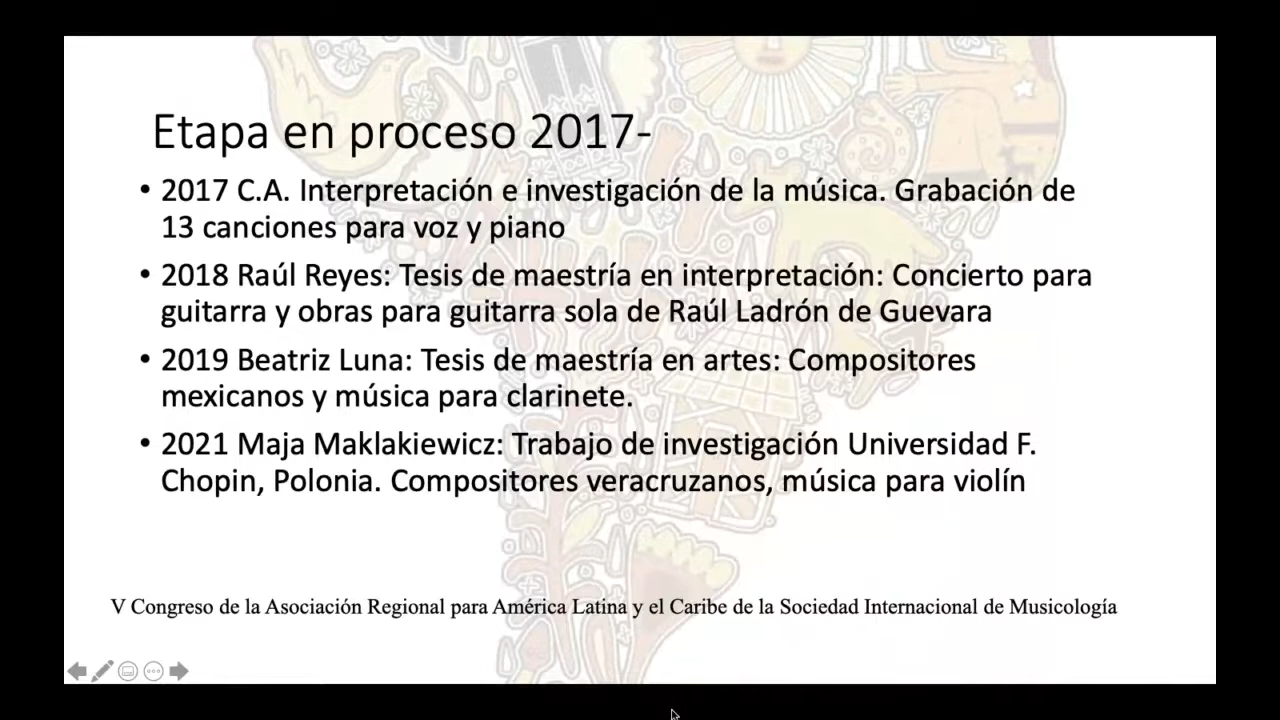 Etapa en proceso 2017-
• 2017 C.A. Interpretación e investigación de la música. Grabación de
13 canciones para voz y piano
• 2018 Raúl Reyes: Tesis de maestría en interpretación: Concierto para
guitarra y obras para guitarra sola de Raúl Ladrón de Guevara
• 2019 Beatriz Luna: Tesis de maestría en artes: Compositores
mexicanos y música para clarinete.
• 2021 Maja Maklakiewicz: Trabajo de investigación Universidad F.
Chopin, Polonia. Compositores veracruzanos, música para violín
V Congreso de la Asociación Regional para América Latina y el Caribe de la Sociedad Internacional de Musicología